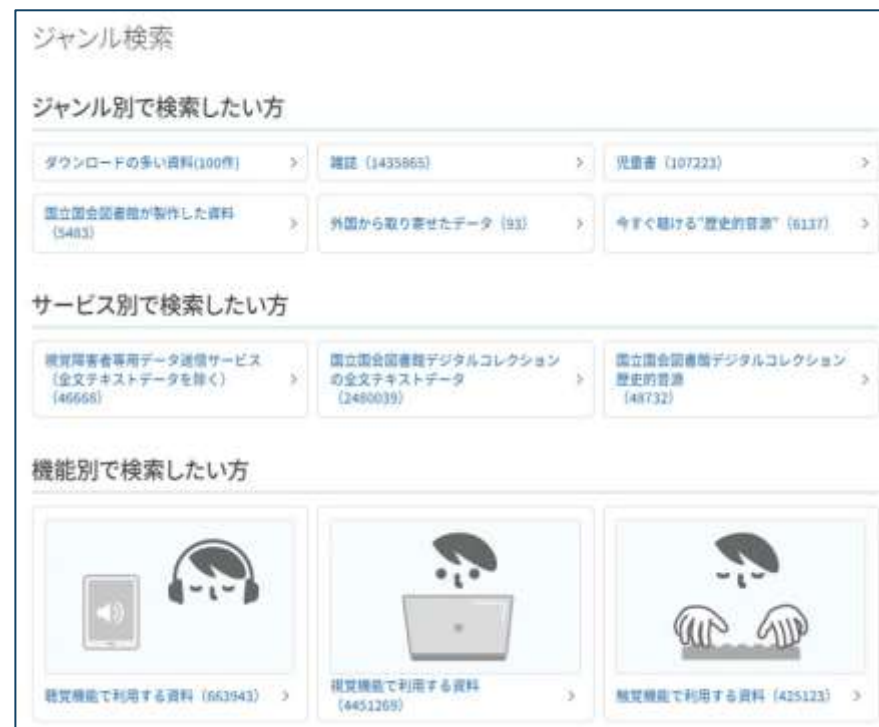 ジャンル検索
ジャンル別で検索したい方
ダウンロードの多い資料(100件)
雑誌（1435865）
児童書（107223）
国立国会図書館が製作した資料
（5483）
外国から取り寄せたデータ（93）
今すぐ聴ける"歴史的音源"（6137）
サービス別で検索したい方
視覚障害者等用データ送信サービス
（全文テキストデータを除く）
（46668）
国立国会図書館デジタルコレクション
の全文テキストデータ
（2480039）
国立国会図書館デジタルコレクション
歴史的音源
（48732）
機能別で検索したい方
聴覚機能で利用する資料（663943）
視覚機能で利用する資料
（4451269）
触覚機能で利用する資料（425123）